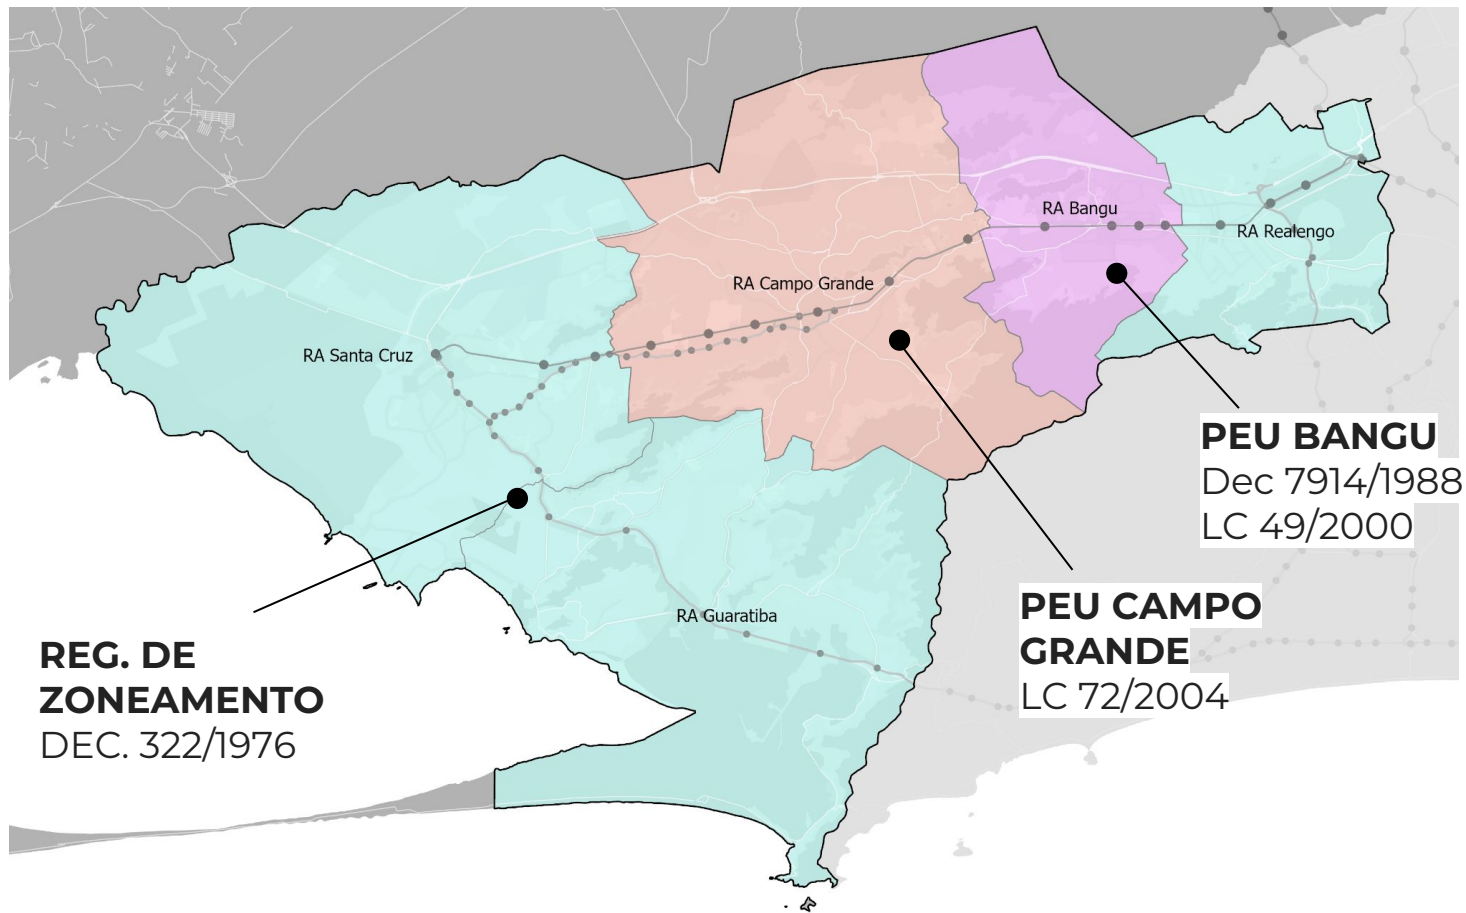 RA Bangu
RA Realengo
RA Campo Grande
RA Santa Cruz
RA Guaratiba
PEU BANGU
Dec 7914/1988
LC 49/2000
PEU CAMPO
GRANDE
LC 72/2004
REG. DE
ZONEAMENTO
DEC. 322/1976